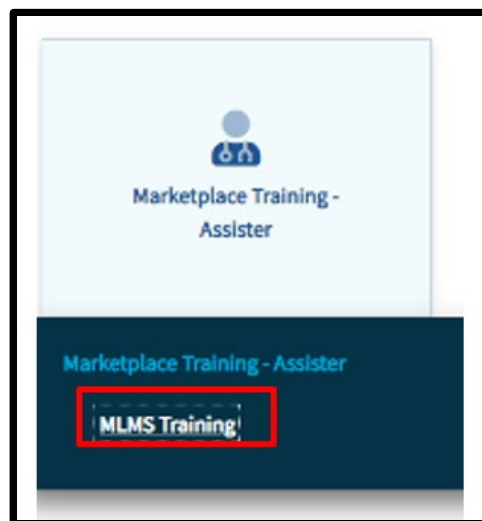 Marketplace Training -
Assister
Marketplace Training - Assister
MLMS Training